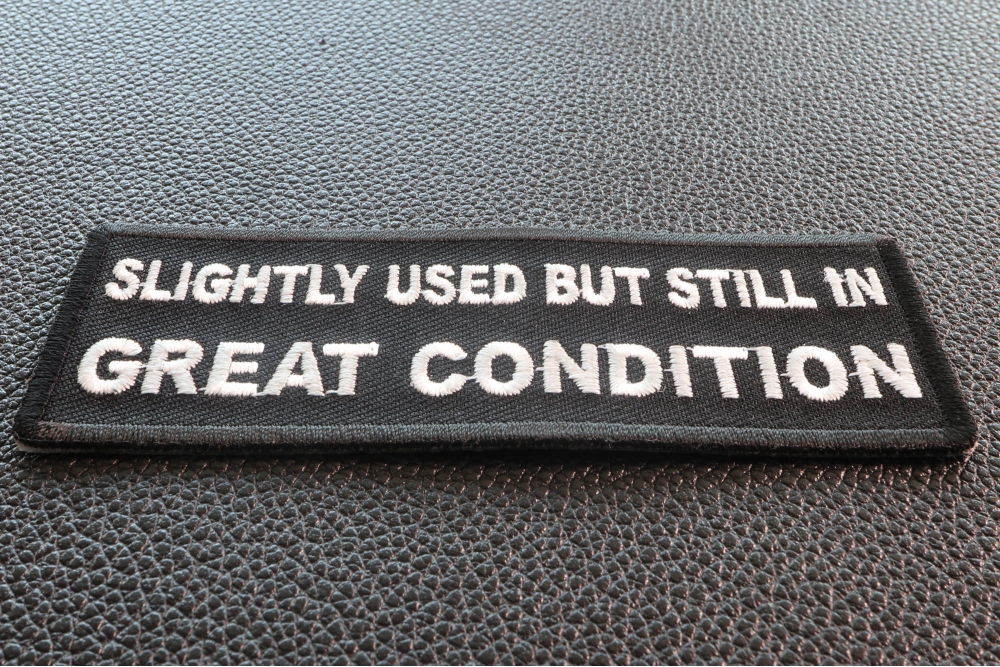 SLIGHTLY USED BUT STILL IN
GREAT CONDITION